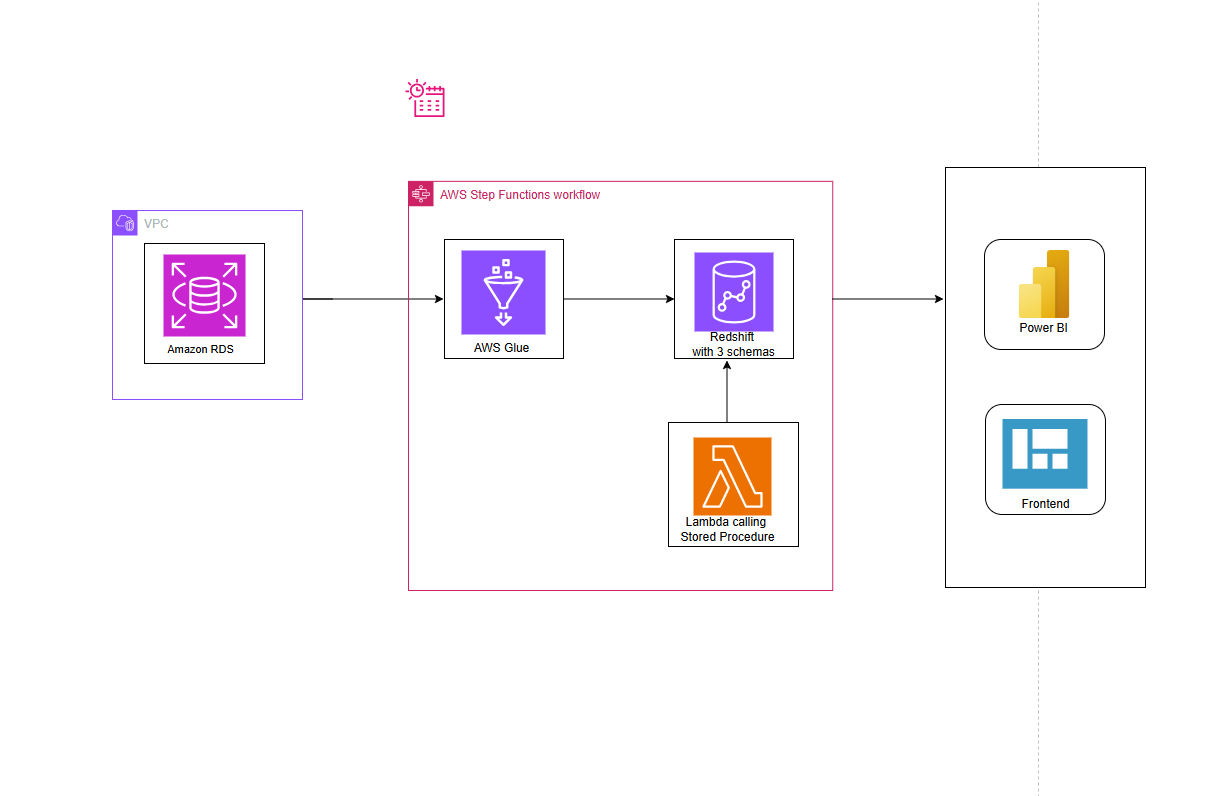 AWS Step Functions workflow
VPC
Amazon RDS
AWS Glue
Redshift
with 3 schemas
Lambda calling
Stored Procedure
Power BI
Frontend